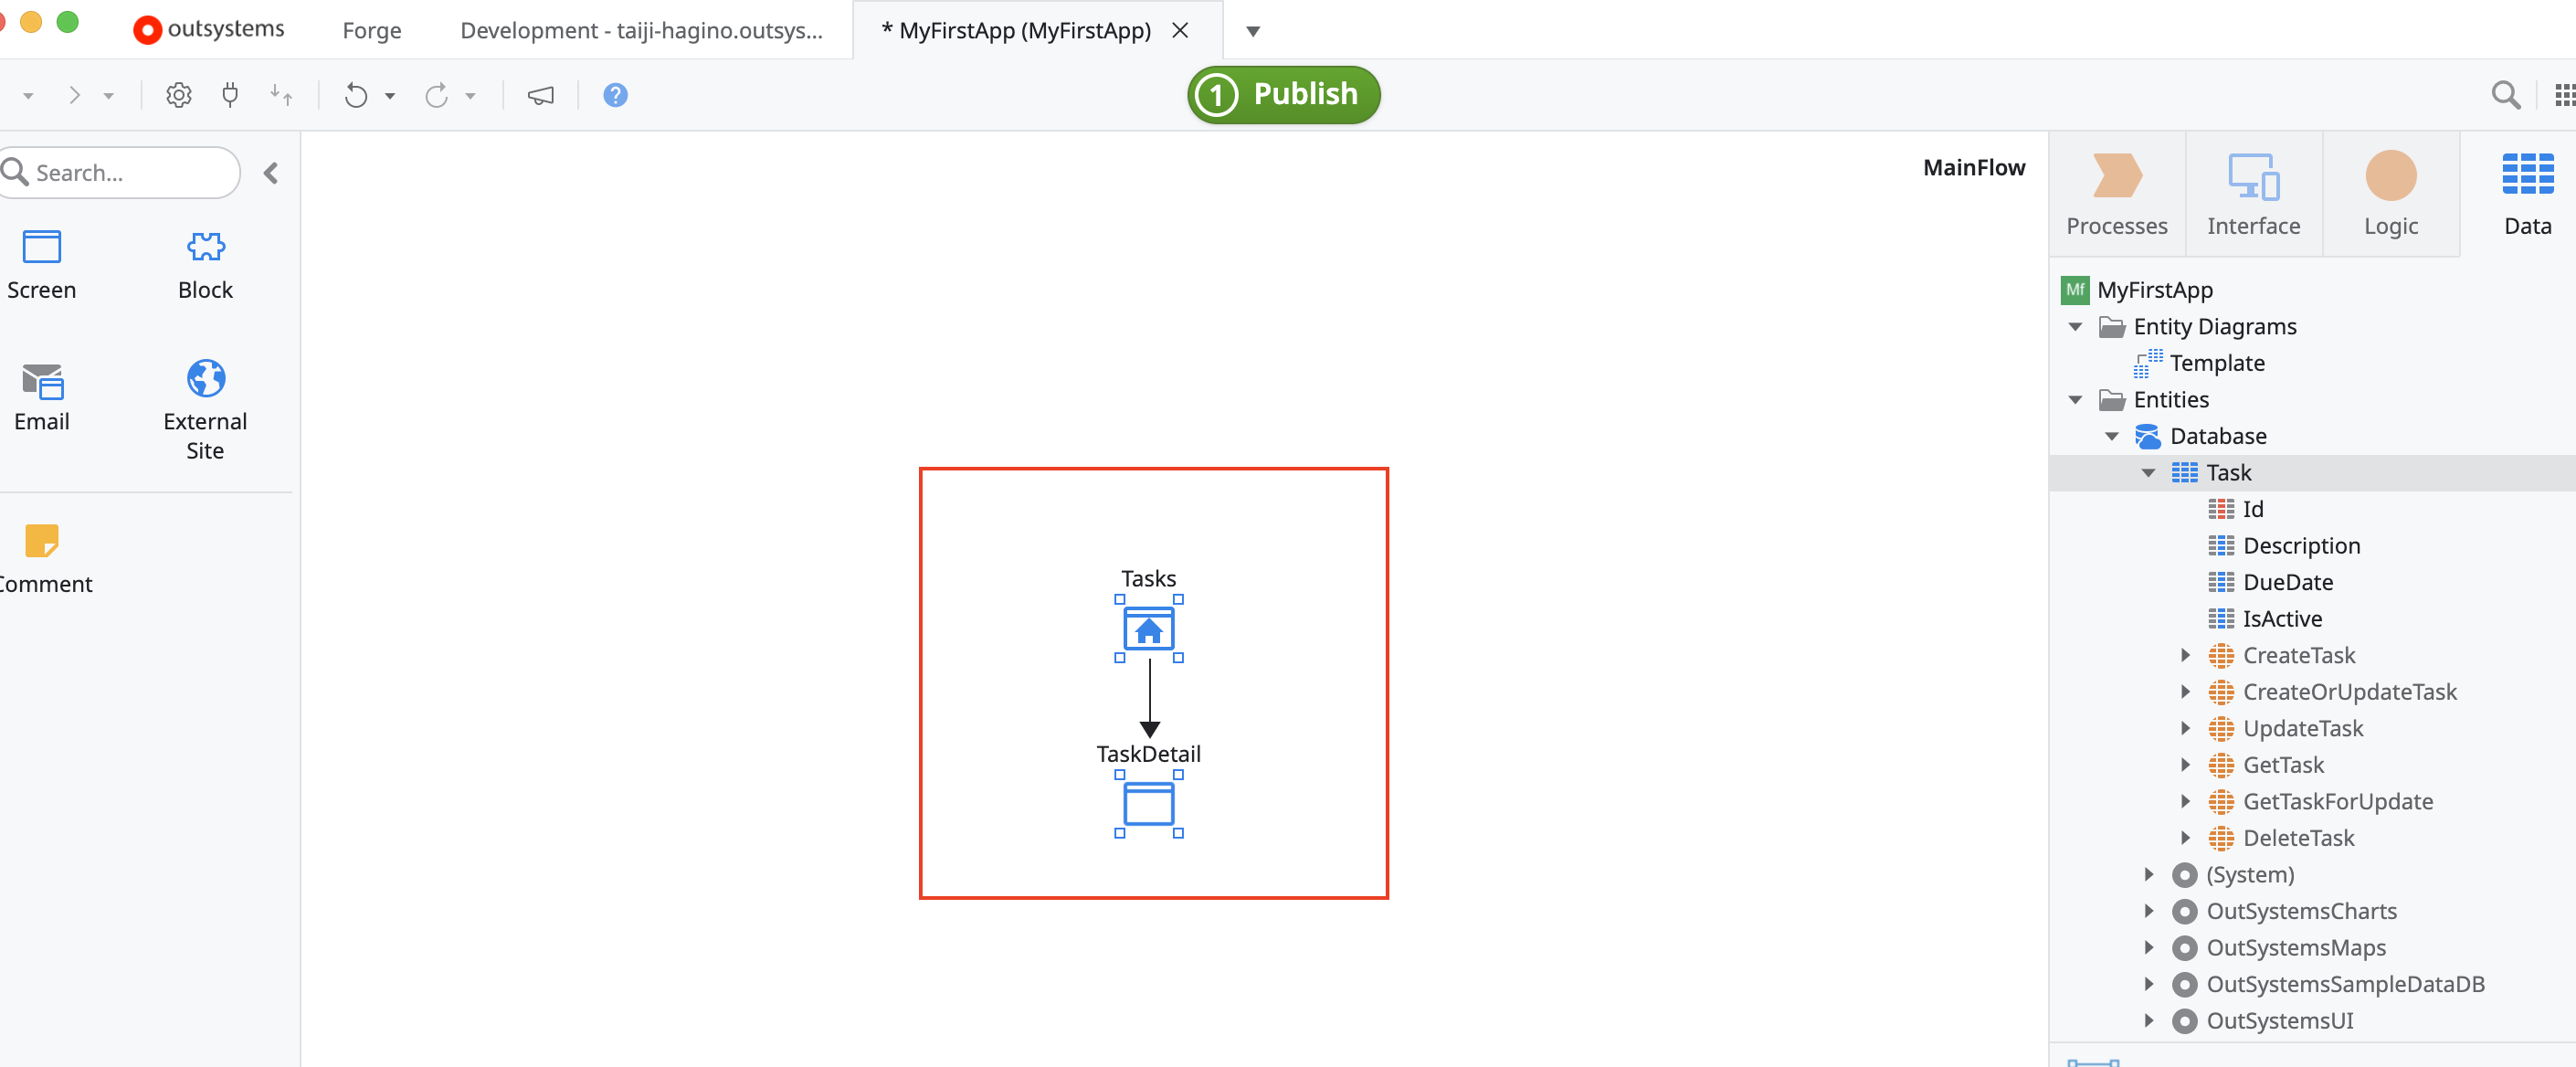 outsystems
Forge
Development - taiji-hagino.outsys...
* MyFirstApp (MyFirstApp)
1 Publish
?
Search...
Screen
Block
Email
External
Site
Comment
MainFlow
Tasks
TaskDetail
Processes
Interface
Logic
Data
Mf MyFirstApp
Entity Diagrams
Template
Entities
Database
Task
Id
Description
DueDate
IsActive
CreateTask
CreateOrUpdateTask
UpdateTask
GetTask
GetTaskForUpdate
DeleteTask
(System)
OutSystemsCharts
OutSystemsMaps
OutSystemsSampleDataDB
OutSystemsUI